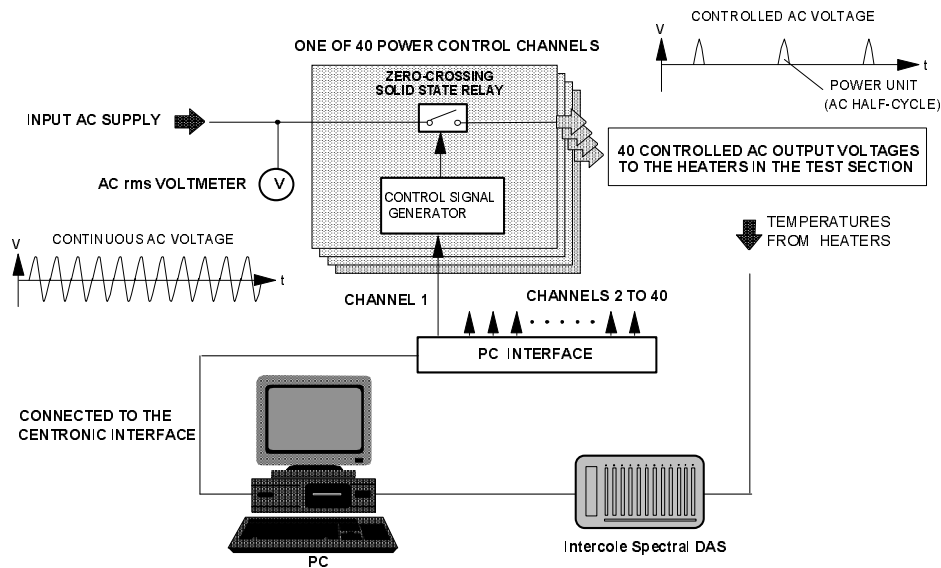 CONTROLLED AC VOLTAGE
V
t
POWER UNIT
(AC HALF-CYCLE)
ONE OF 40 POWER CONTROL CHANNELS
ZERO-CROSSING
SOLID STATE RELAY
INPUT AC SUPPLY
AC rms VOLTMETER
V
CONTROL SIGNAL
GENERATOR
40 CONTROLLED AC OUTPUT VOLTAGES
TO THE HEATERS IN THE TEST SECTION
TEMPERATURES
FROM HEATERS
CONTINUOUS AC VOLTAGE
V
t
CHANNEL 1
CHANNELS 2 TO 40
PC INTERFACE
CONNECTED TO THE
CENTRONIC INTERFACE
PC
Intercole Spectral DAS